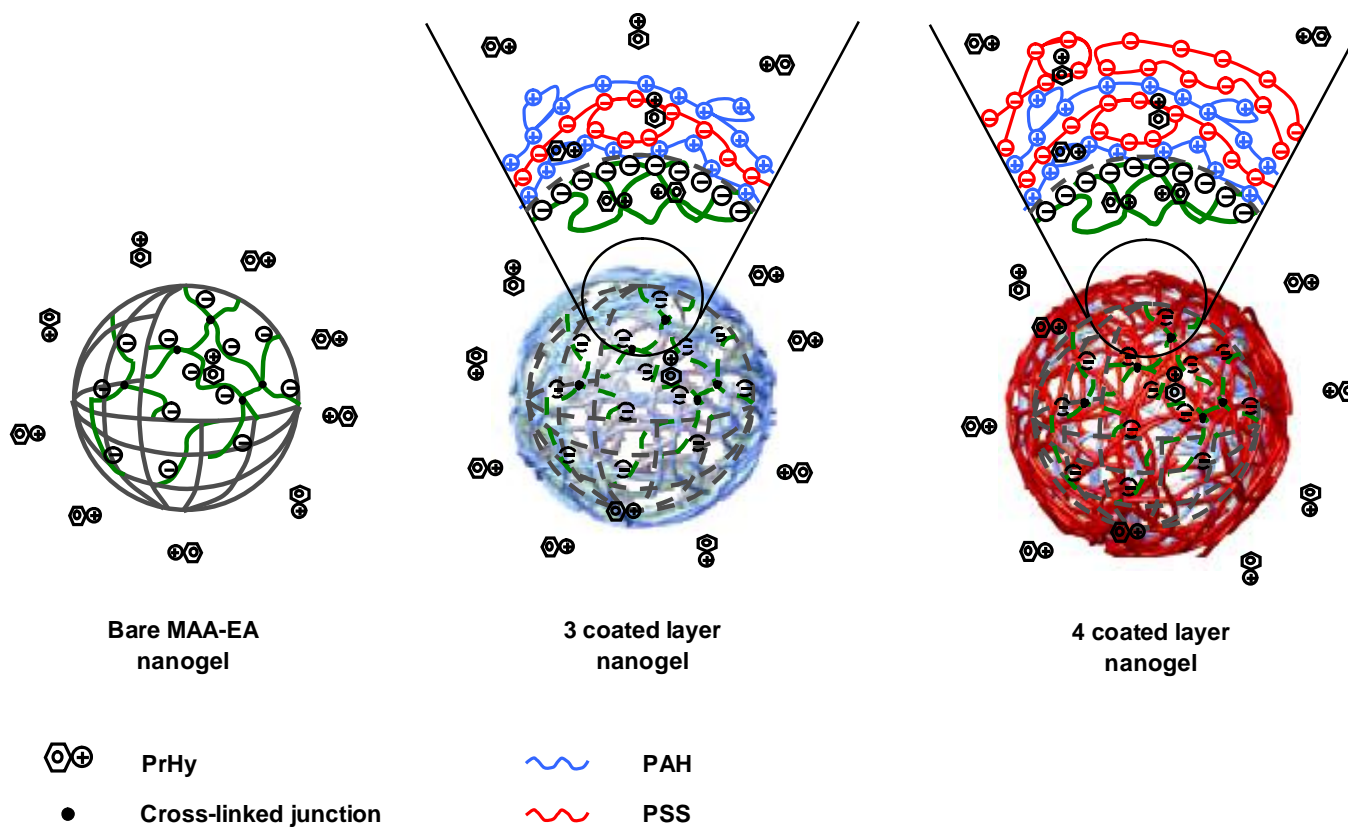 Bare MAA-EA
nanogel
3 coated layer
nanogel
4 coated layer
nanogel
PrHy
PAH
Cross-linked junction
PSS